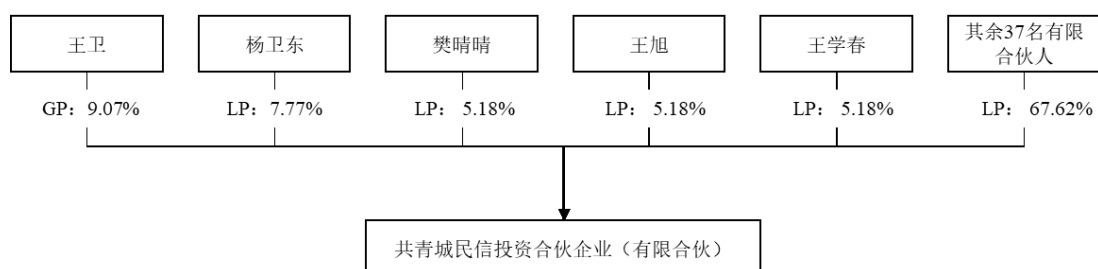 王卫
杨卫东
樊晴晴
王旭
王学春
其余37名有限
合伙人
GP：9.07%
LP：7.77%
LP： 5.18%
LP： 5.18%
LP： 5.18%
LP： 67.62%
共青城民信投资合伙企业（有限合伙）